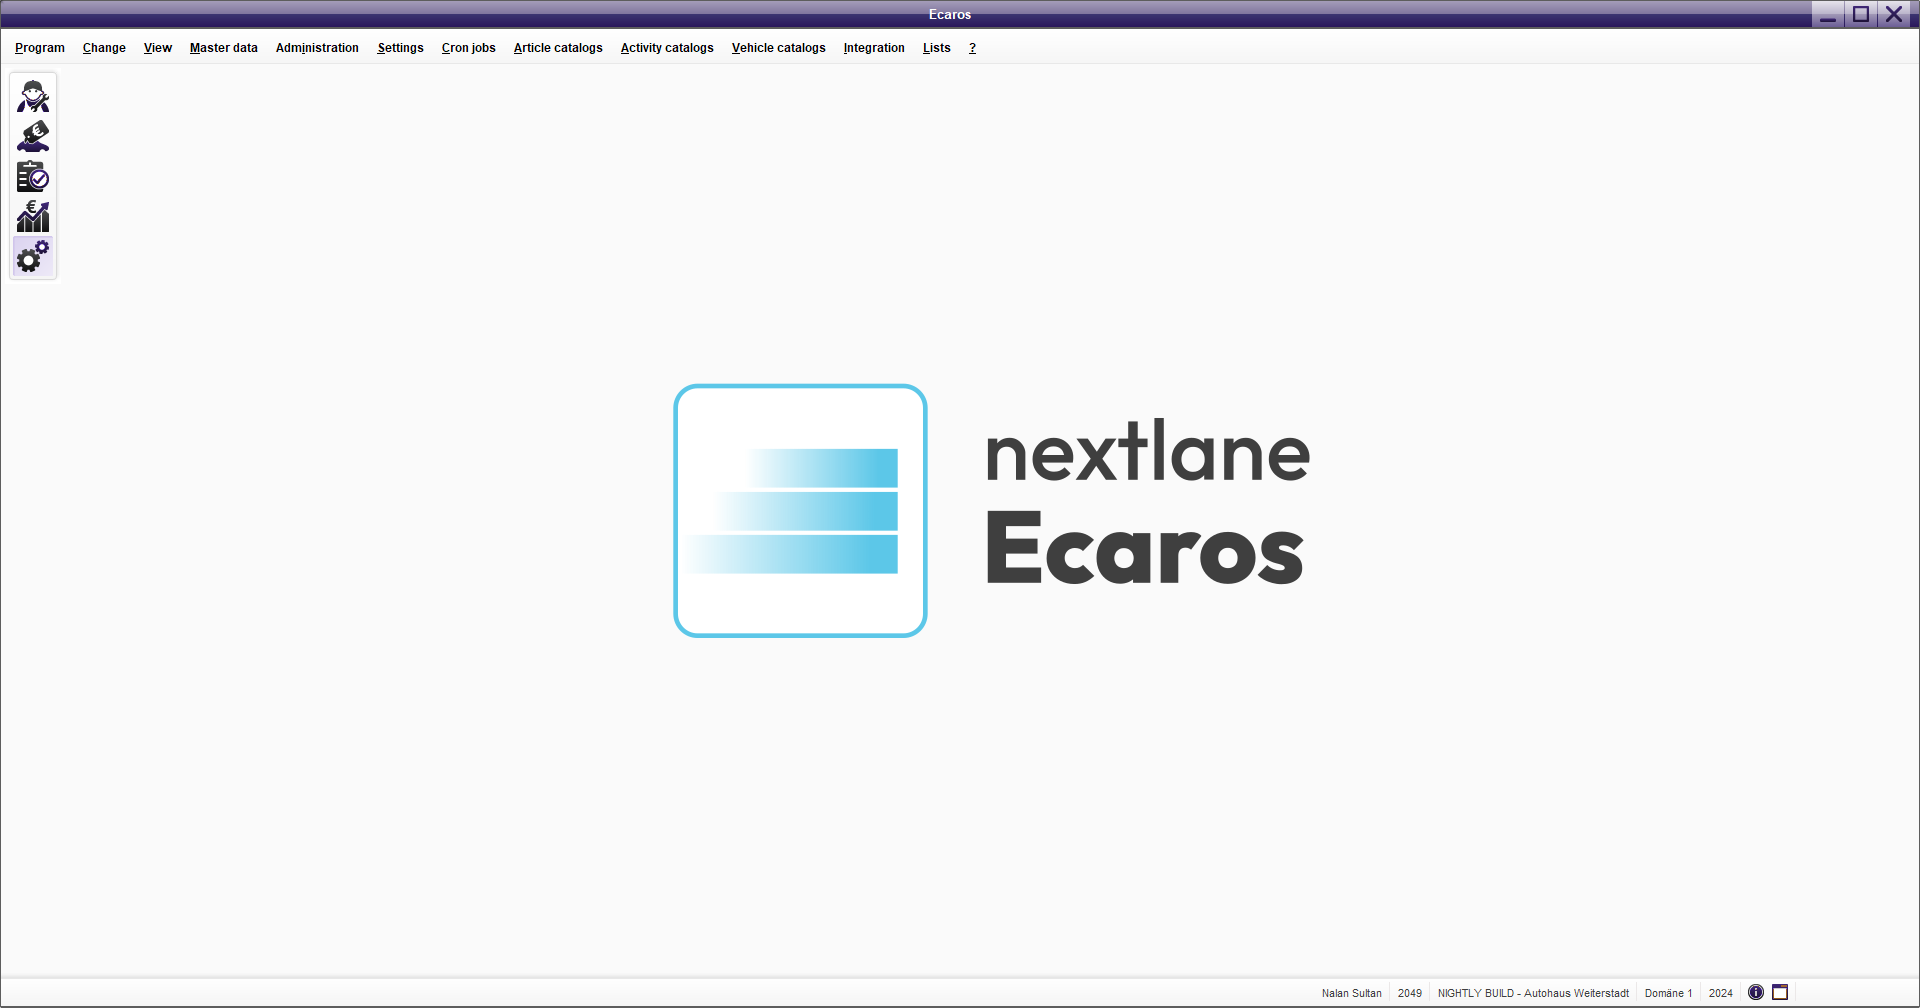 Ecaros
Program Change View Master data Administration Settings Cron jobs Article catalogs Activity catalogs Vehicle catalogs Integration Lists ?
nextlane
Ecaros
Nalan Sultan 2049 NIGHTLY BUILD - Autohaus Weiterstadt Domäne 1 2024